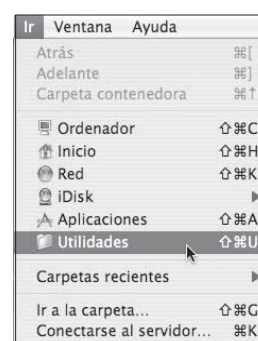 Ir Ventana Ayuda
Atrás ⌘[
Adelante ⌘]
Carpeta contenedora ⌘↑
Ordenador ⇧⌘C
Inicio ⇧⌘H
Red ⇧⌘K
iDisk
Aplicaciones ⇧⌘A
Utilidades ⇧⌘U
Carpetas recientes
Ir a la carpeta... ⇧⌘G
Conectarse al servidor... ⌘K